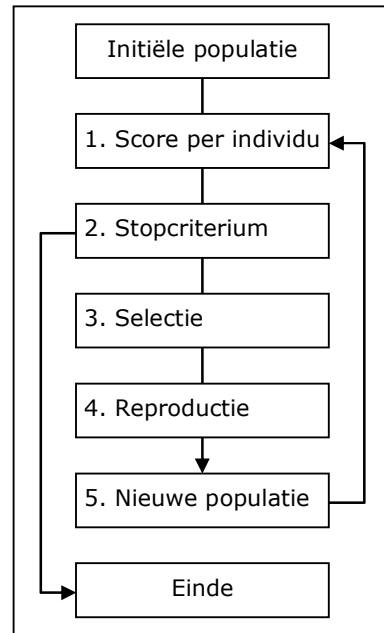 Initiële populatie
1. Score per individu
2. Stopcriterium
3. Selectie
4. Reproductie
5. Nieuwe populatie
Einde